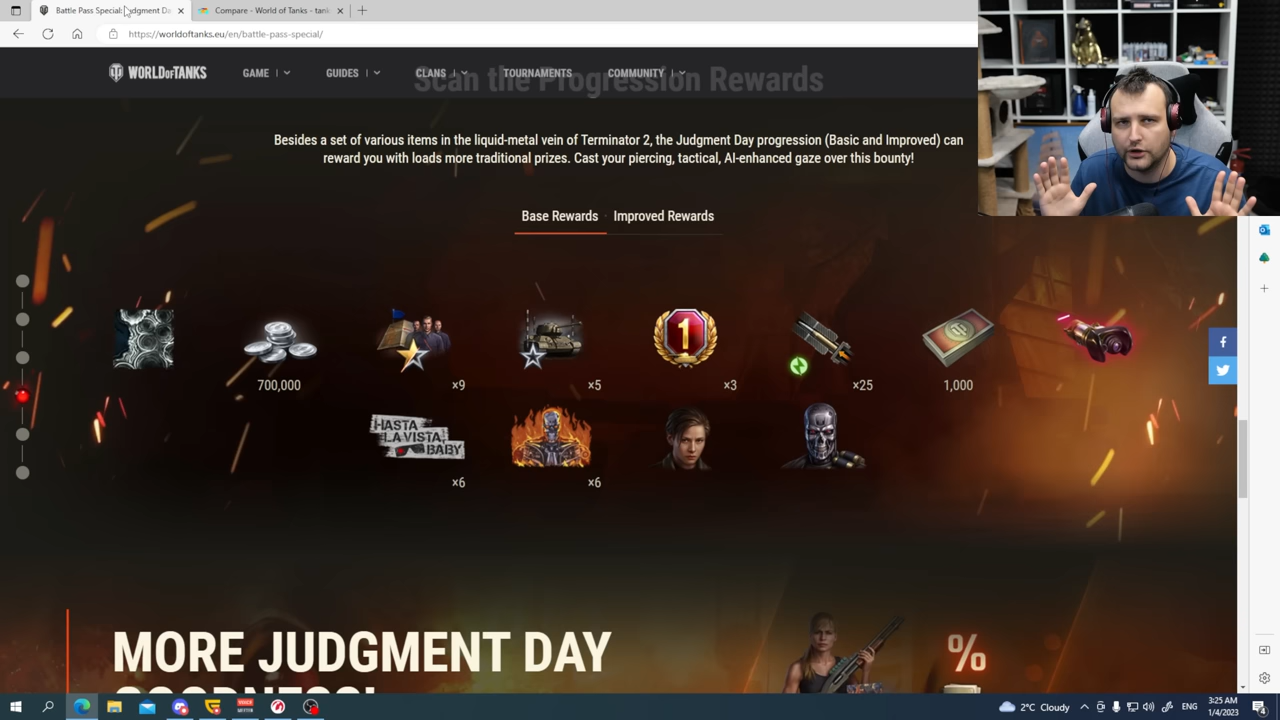 Battle Pass Special: Judgment Da
Compare - World of Tanks - tank
https://worldoftanks.eu/en/battle-pass-special/
WORLD OF TANKS
GAME
GUIDES
CLANS
TOURNAMENTS
COMMUNITY
the Progression Rewards
Besides a set of various items in the liquid-metal vein of Terminator 2, the Judgment Day progression (Basic and Improved) can
reward you with loads more traditional prizes. Cast your piercing, tactical, AI-enhanced gaze over this bounty!
Base Rewards
Improved Rewards
1
700,000
×9
×5
×3
×25
1,000
HASTA
LA VISTA,
BABY
×6
×6
MORE JUDGMENT DAY
%
2°C Cloudy
ENG
3:25 AM
1/4/2023
4